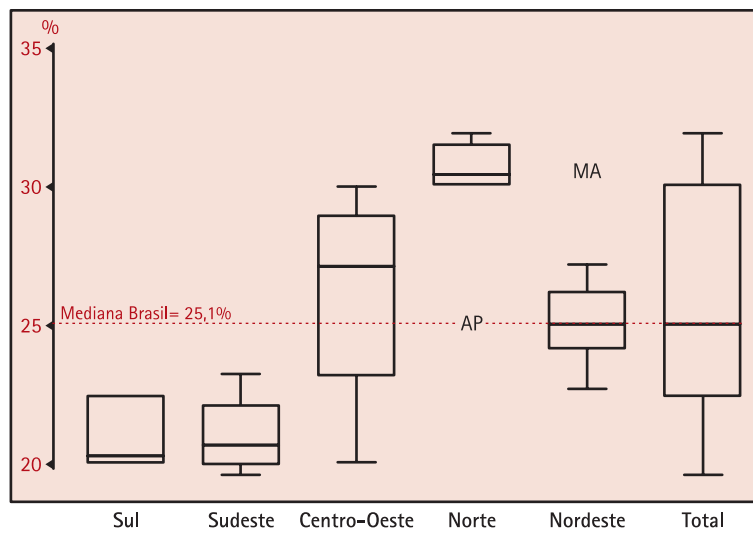 %
35
30
25
20
MA
Mediana Brasil= 25,1%
AP
Sul Sudeste Centro-Oeste Norte Nordeste Total